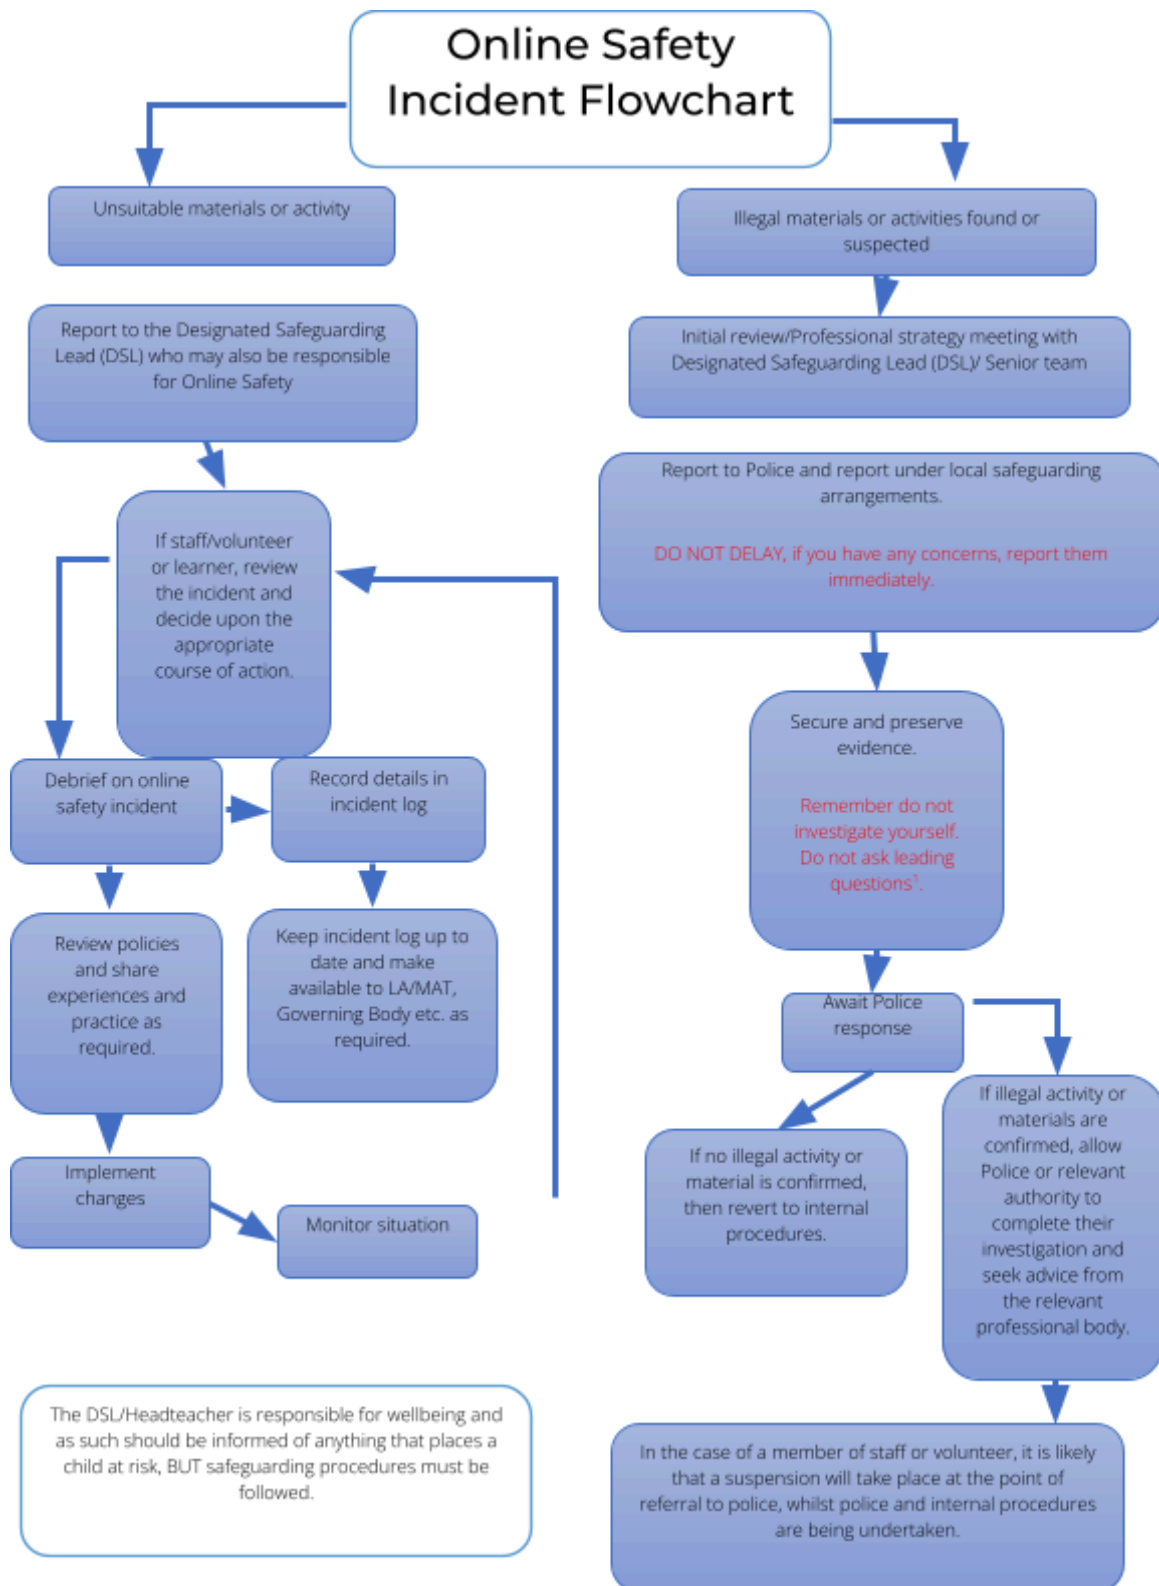 Online Safety
Incident Flowchart
Unsuitable materials or activity
Report to the Designated Safeguarding
Lead (DSL) who may also be responsible
for Online Safety
If staff/volunteer
or learner, review
the incident and
decide upon the
appropriate
course of action.
Debrief on online
safety incident
Record details in
incident log
Review policies
and share
experiences and
practice as
required.
Keep incident log up to
date and make
available to LA/MAT,
Governing Body etc. as
required.
Implement
changes
Monitor situation
The DSL/Headteacher is responsible for wellbeing and
as such should be informed of anything that places a
child at risk, BUT safeguarding procedures must be
followed.
Illegal materials or activities found or
suspected
Initial review/Professional strategy meeting with
Designated Safeguarding Lead (DSL)/ Senior team
Report to Police and report under local safeguarding
arrangements.
DO NOT DELAY, if you have any concerns, report them
immediately.
Secure and preserve
evidence.
Remember do not
investigate yourself.
Do not ask leading
questions¹.
Await Police
response
If no illegal activity or
material is confirmed,
then revert to internal
procedures.
If illegal activity or
materials are
confirmed, allow
Police or relevant
authority to
complete their
investigation and
seek advice from
the relevant
professional body.
In the case of a member of staff or volunteer, it is likely
that a suspension will take place at the point of
referral to police, whilst police and internal procedures
are being undertaken.